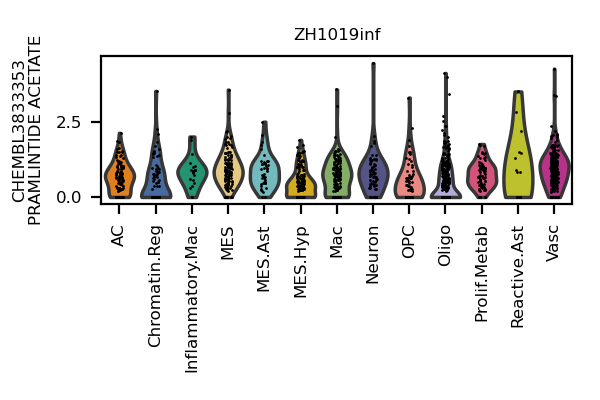 ZH1019inf
CHEMBL3833353
PRAMLINTIDE ACETATE
2.5
0.0
AC
Chromatin.Reg
Inflammatory.Mac
MES
MES.Ast
MES.Hyp
Mac
Neuron
OPC
Oligo
Prolif.Metab
Reactive.Ast
Vasc